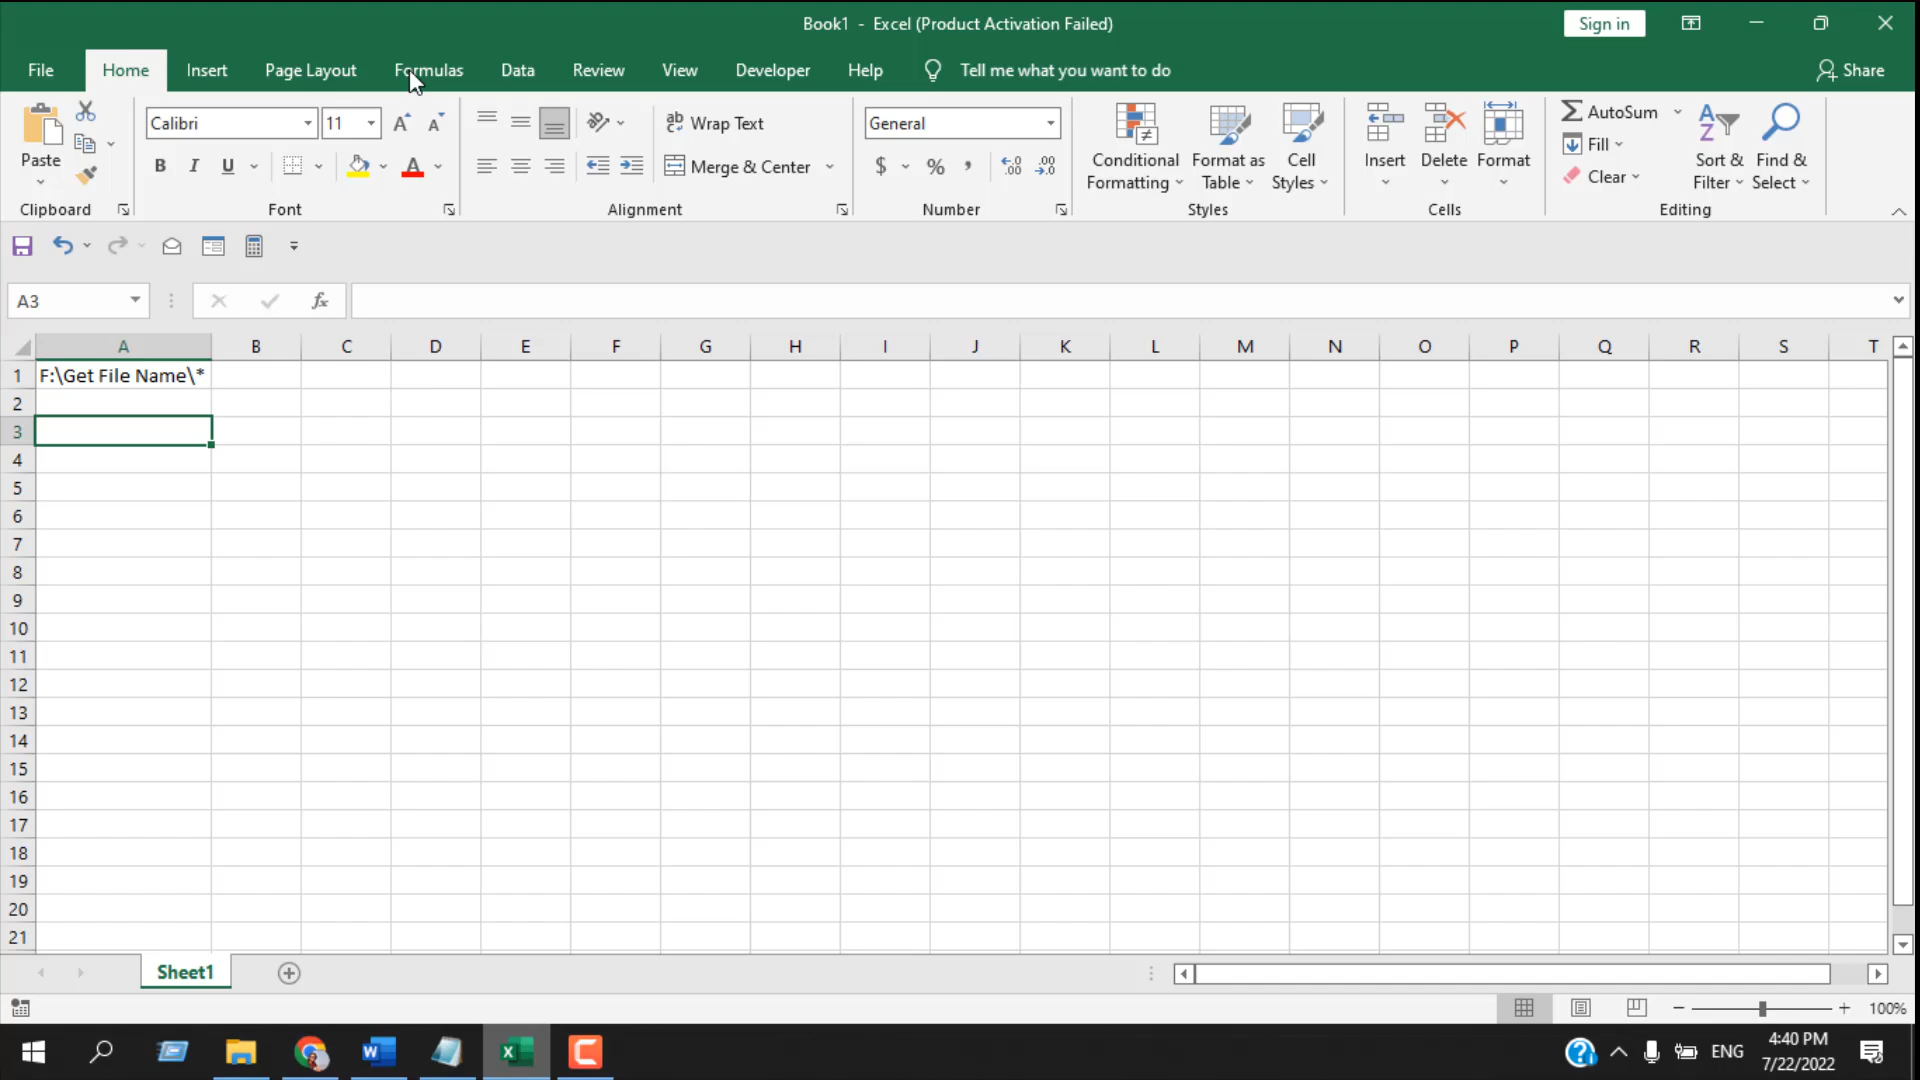 Book1 - Excel (Product Activation Failed)
Sign in
File Home Insert Page Layout Formulas Data Review View Developer Help Tell me what you want to do Share
Paste
Clipboard
Calibri 11
B I U
A
Font
ab Wrap Text
Merge & Center
Alignment
General
$ % ,
Number
Conditional Formatting
Format as Table
Cell Styles
Styles
Insert
Delete
Format
Cells
AutoSum
Fill
Clear
Sort & Filter
Find & Select
Editing
A3
fx
A B C D E F G H I J K L M N O P Q R S T
1 F:\Get File Name\*
2
3
4
5
6
7
8
9
10
11
12
13
14
15
16
17
18
19
20
21
Sheet1
100%
ENG
4:40 PM
7/22/2022